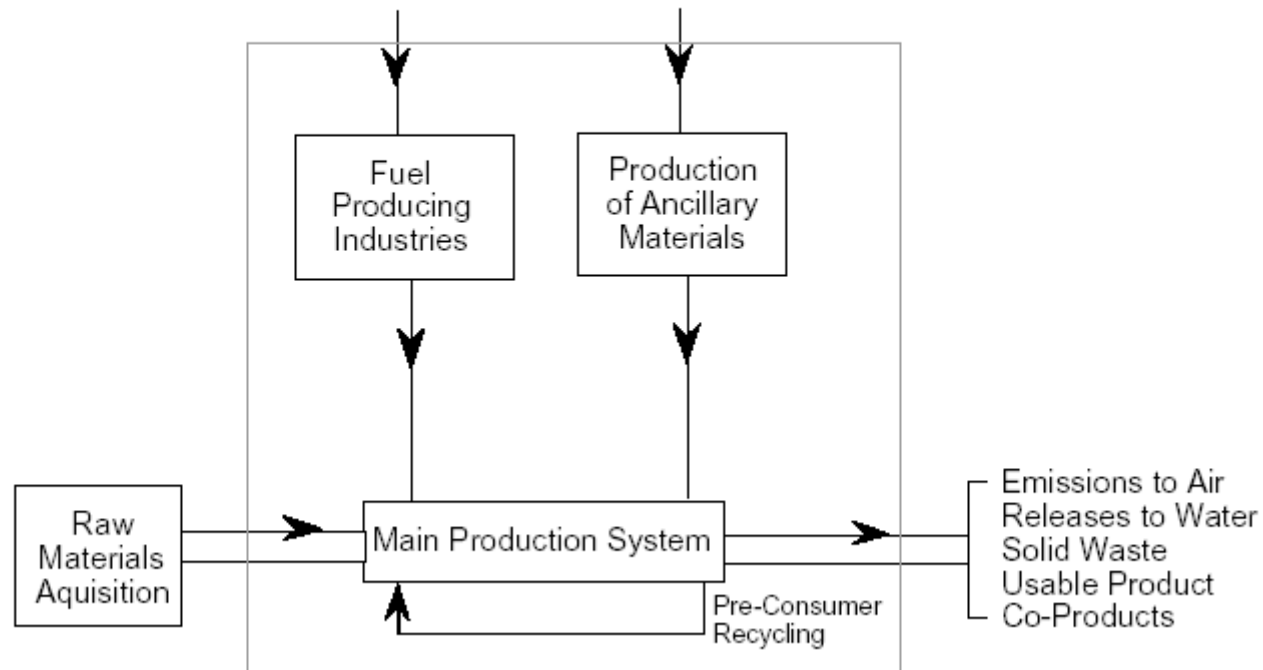 Fuel
Producing
Industries
Production
of Ancillary
Materials
Raw
Materials
Aquisition
Main Production System
Pre-Consumer
Recycling
Emissions to Air
Releases to Water
Solid Waste
Usable Product
Co-Products